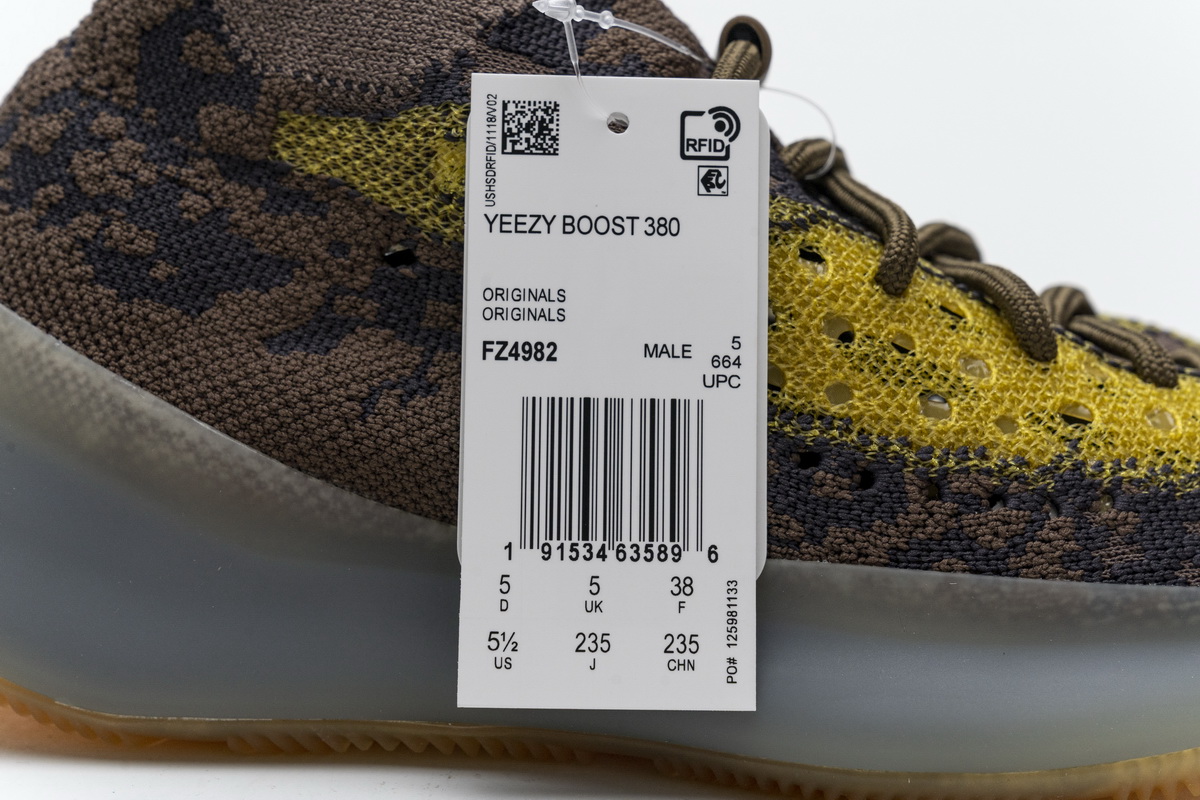 USHSDRFID/1118/V02
RFID
YEEZY BOOST 380
ORIGINALS
ORIGINALS
FZ4982 MALE 5
664
UPC
1 91534 63589 6
5 5 38
D UK F
5½ 235 235
US J CHN
PO# 125981133